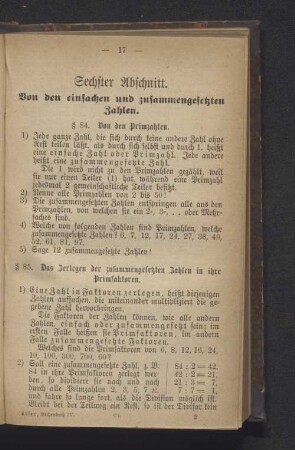 — 17 —
Sechster Abschnitt.
Von den einfachen und zusammengesetzten
Zahlen.
§ 84. Von den Primzahlen.
1) Jede ganze Zahl, die sich durch keine andere Zahl ohne
Rest teilen läßt, als durch sich selbst und durch 1, heißt
eine einfache Zahl oder Primzahl. Jede andere
heißt eine zusammengesetzte Zahl.
Die 1 wird nicht zu den Primzahlen gezählt, weil
sie nur einen Teiler (1) hat, während eine Primzahl
jedesmal 2 gemeinschaftliche Teiler besitzt.
2) Nenne alle Primzahlen von 2 bis 50!
3) Die zusammengesetzten Zahlen entspringen alle aus den
Primzahlen, von welchen sie ein 2-, 3-, . . oder Mehr-
faches sind.
4) Welche von folgenden Zahlen sind Primzahlen, welche
zusammengesetzte Zahlen? 6, 7, 12, 17, 24, 27, 38, 49,
52, 61, 81, 97.
5) Sage 12 zusammengesetzte Zahlen!
§ 85. Das Zerlegen der zusammengesetzten Zahlen in ihre
Primfaktoren.
1) Eine Zahl in Faktoren zerlegen, heißt diejenigen
Zahlen aufsuchen, die miteinander multipliziert die ge-
gebene Zahl hervorbringen.
Die Faktoren der Zahlen können, wie alle andern
Zahlen, einfach oder zusammengesetzt sein; im
ersten Falle heißen sie Primfaktoren, im andern
Falle zusammengesetzte Faktoren.
Welches sind die Primfaktoren von 6, 8, 12, 16, 24,
10, 100, 300, 700, 60?
2) Soll eine zusammengesetzte Zahl, z. B. 84 : 2 = 42.
84 in ihre Primfaktoren zerlegt wer- 42 : 2 = 21,
den, so dividiere sie nach und nach 21 : 3 = 7,
durch 2, 3, 5, 7 u. s. w. 7 : 7 = 1,
und zwar so lange fort, als die Division möglich ist.
Bleibt bei der Teilung ein Rest, so ist der Divisor kein
Rechenbuch IV. 2